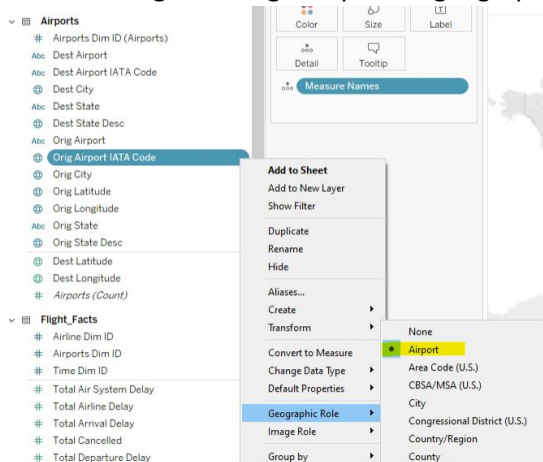 Airports
# Airports Dim ID (Airports)
Abc Dest Airport
Abc Dest Airport IATA Code
Dest City
Abc Dest State
Dest State Desc
Abc Orig Airport
Orig Airport IATA Code
Orig City
Orig Latitude
Orig Longitude
Abc Orig State
Orig State Desc
Dest Latitude
Dest Longitude
# Airports (Count)
Flight_Facts
# Airline Dim ID
# Airports Dim ID
# Time Dim ID
# Total Air System Delay
# Total Airline Delay
# Total Arrival Delay
# Total Cancelled
# Total Departure Delay
Color Size Label
Detail Tooltip
Measure Names
Add to Sheet
Add to New Layer
Show Filter
Duplicate
Rename
Hide
Aliases...
Create
Transform
Convert to Measure
Change Data Type
Default Properties
Geographic Role
Image Role
Group by
None
Airport
Area Code (U.S.)
CBSA/MSA (U.S.)
City
Congressional District (U.S.)
Country/Region
County